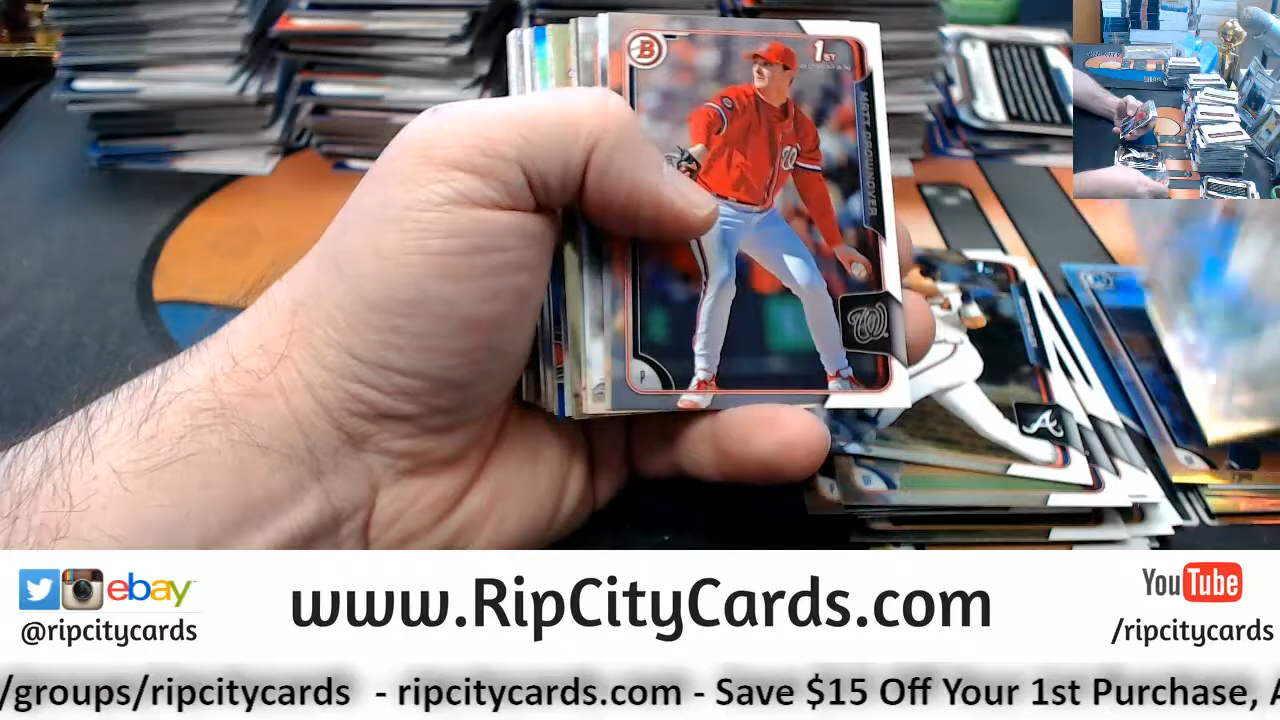 B
1ST
MATT GROUNOVER
W
P
A
ebay
@ripcitycards
www.RipCityCards.com
YouTube
/ripcitycards
/groups/ripcitycards - ripcitycards.com - Save $15 Off Your 1st Purchase, A